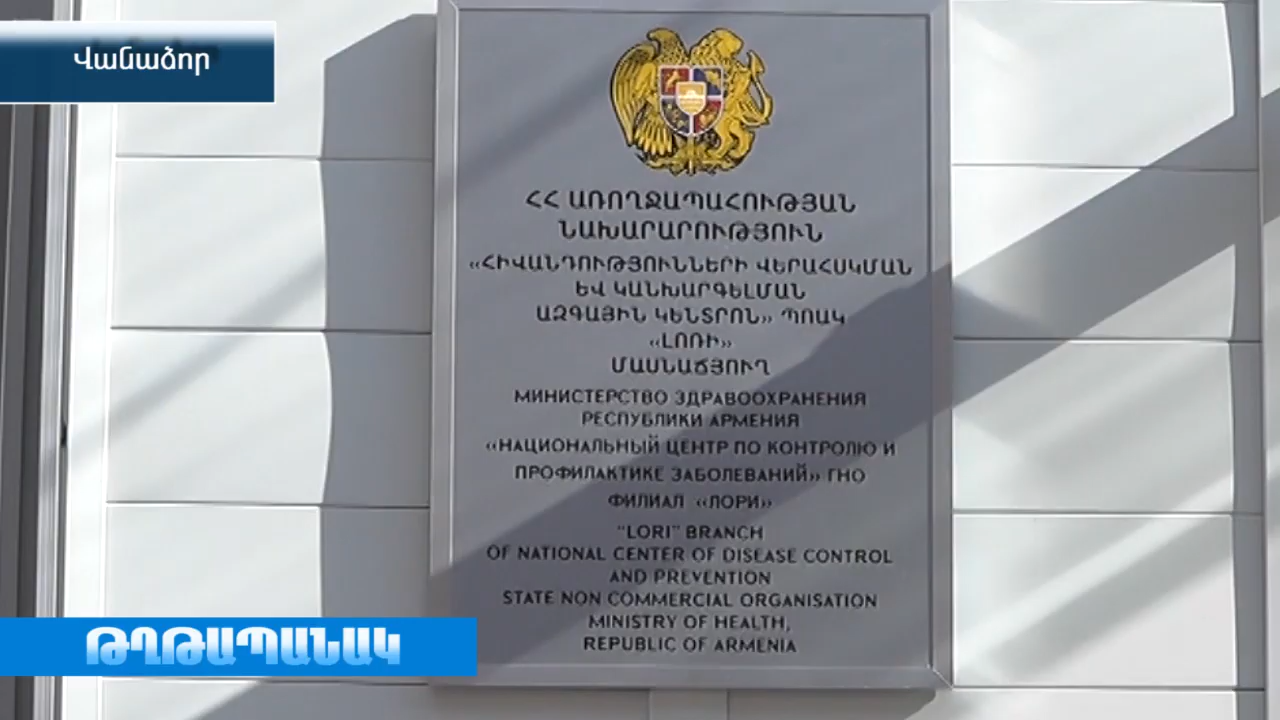 Վանաձոր
ՀՀ ԱՌՈՂՋԱՊԱՀՈՒԹՅԱՆ
ՆԱԽԱՐԱՐՈՒԹՅՈՒՆ
«ՀԻՎԱՆԴՈՒԹՅՈՒՆՆԵՐԻ ՎԵՐԱՀՍԿՄԱՆ
ԵՎ ԿԱՆԽԱՐԳԵԼՄԱՆ
ԱԶԳԱՅԻՆ ԿԵՆՏՐՈՆ» ՊՈԱԿ
«ԼՈՌԻ»
ՄԱՍՆԱՃՅՈՒՂ
МИНИСТЕРСТВО ЗДРАВООХРАНЕНИЯ
РЕСПУБЛИКИ АРМЕНИЯ
«НАЦИОНАЛЬНЫЙ ЦЕНТР ПО КОНТРОЛЮ И
ПРОФИЛАКТИКЕ ЗАБОЛЕВАНИЙ» ГНО
ФИЛИАЛ «ЛОРИ»
"LORI" BRANCH
OF NATIONAL CENTER OF DISEASE CONTROL
AND PREVENTION
STATE NON COMMERCIAL ORGANISATION
MINISTRY OF HEALTH,
REPUBLIC OF ARMENIA
ԹՂԹԱՊԱՆԱԿ